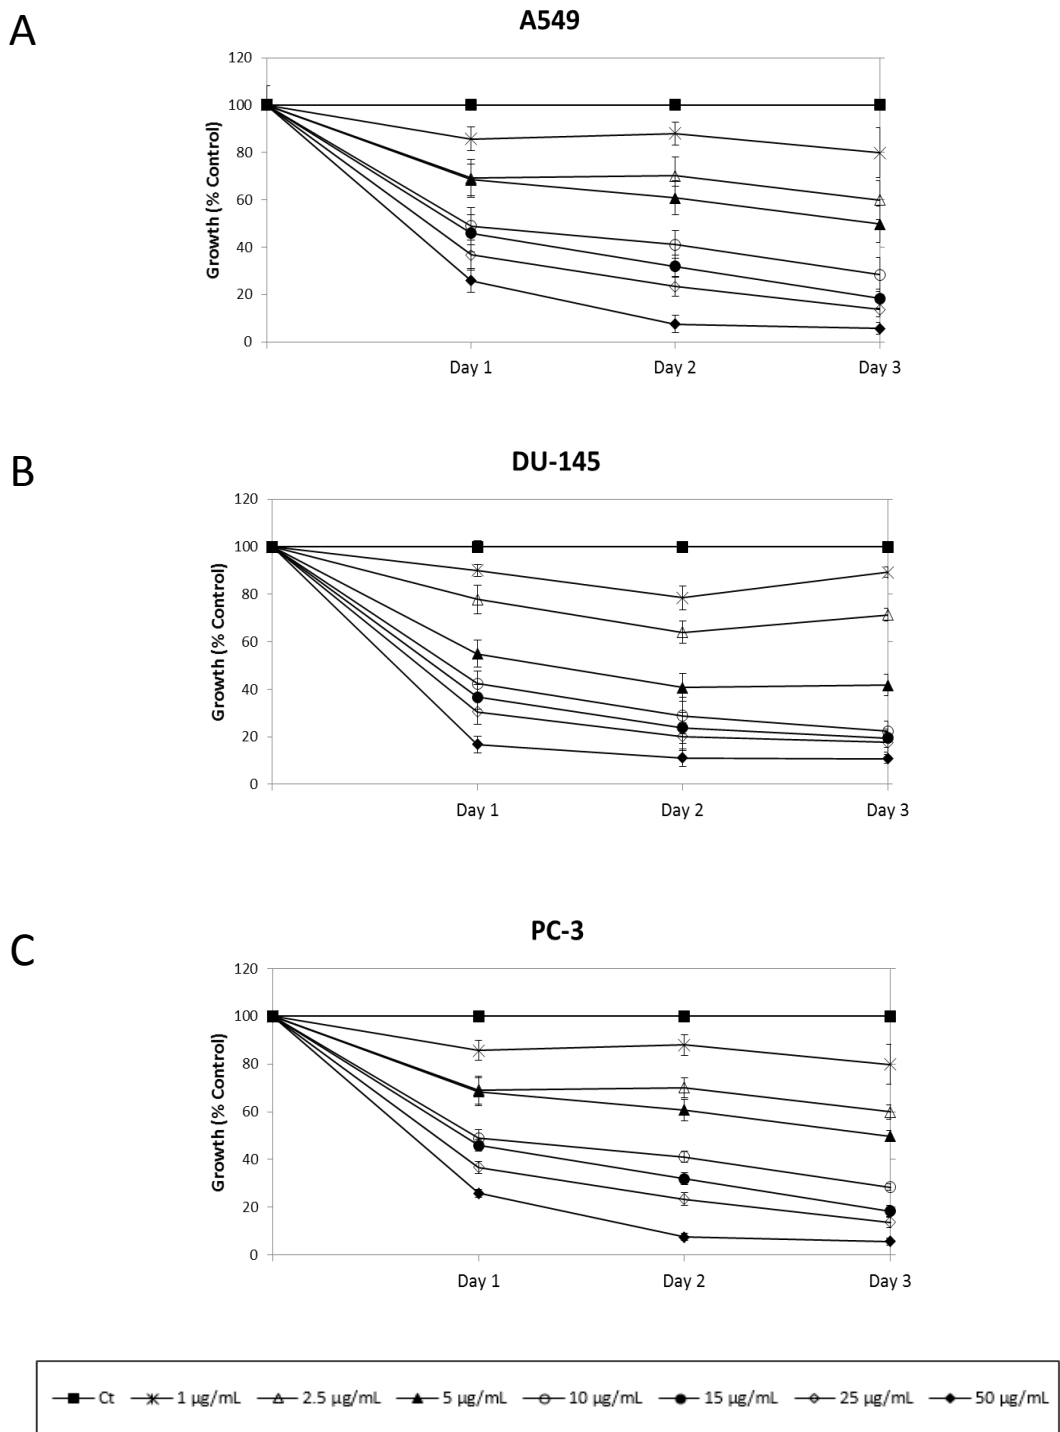 A
A549
120
100
80
60
40
20
0
Growth (% Control)
Day 1 Day 2 Day 3
B
DU-145
120
100
80
60
40
20
0
Growth (% Control)
Day 1 Day 2 Day 3
C
PC-3
120
100
80
60
40
20
0
Growth (% Control)
Day 1 Day 2 Day 3
Ct 1 µg/mL 2.5 µg/mL 5 µg/mL 10 µg/mL 15 µg/mL 25 µg/mL 50 µg/mL